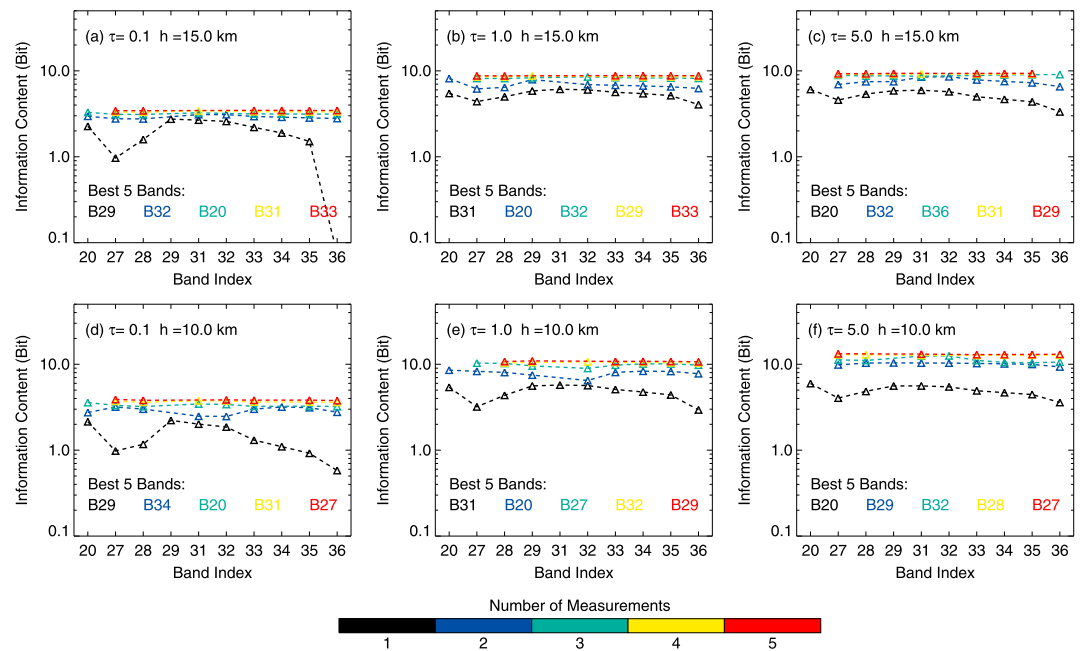 (a) τ= 0.1 h =15.0 km
Information Content (Bit)
10.0
1.0
0.1
Best 5 Bands:
B29 B32 B20 B31 B33
20 27 28 29 31 32 33 34 35 36
Band Index
(b) τ= 1.0 h =15.0 km
Information Content (Bit)
10.0
1.0
0.1
Best 5 Bands:
B31 B20 B32 B29 B33
20 27 28 29 31 32 33 34 35 36
Band Index
(c) τ= 5.0 h =15.0 km
Information Content (Bit)
10.0
1.0
0.1
Best 5 Bands:
B20 B32 B36 B31 B29
20 27 28 29 31 32 33 34 35 36
Band Index
(d) τ= 0.1 h =10.0 km
Information Content (Bit)
10.0
1.0
0.1
Best 5 Bands:
B29 B34 B20 B31 B27
20 27 28 29 31 32 33 34 35 36
Band Index
(e) τ= 1.0 h =10.0 km
Information Content (Bit)
10.0
1.0
0.1
Best 5 Bands:
B31 B20 B27 B32 B29
20 27 28 29 31 32 33 34 35 36
Band Index
(f) τ= 5.0 h =10.0 km
Information Content (Bit)
10.0
1.0
0.1
Best 5 Bands:
B20 B29 B32 B28 B27
20 27 28 29 31 32 33 34 35 36
Band Index
Number of Measurements
1 2 3 4 5